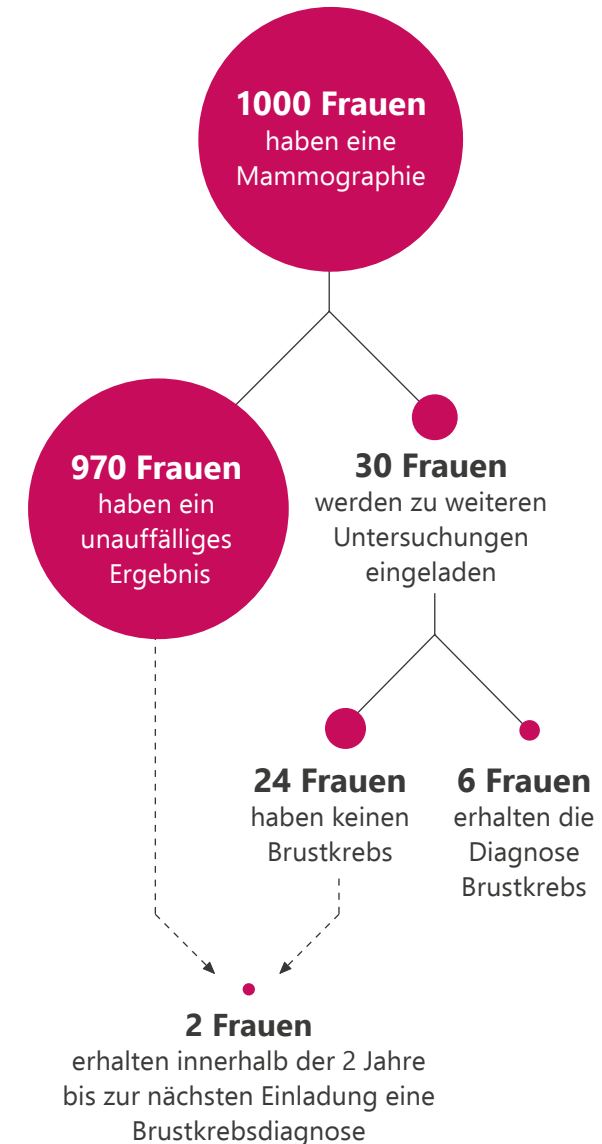 1000 Frauen
haben eine
Mammographie
970 Frauen
haben ein
unauffälliges
Ergebnis
30 Frauen
werden zu weiteren
Untersuchungen
eingeladen
24 Frauen
haben keinen
Brustkrebs
6 Frauen
erhalten die
Diagnose
Brustkrebs
2 Frauen
erhalten innerhalb der 2 Jahre
bis zur nächsten Einladung eine
Brustkrebsdiagnose